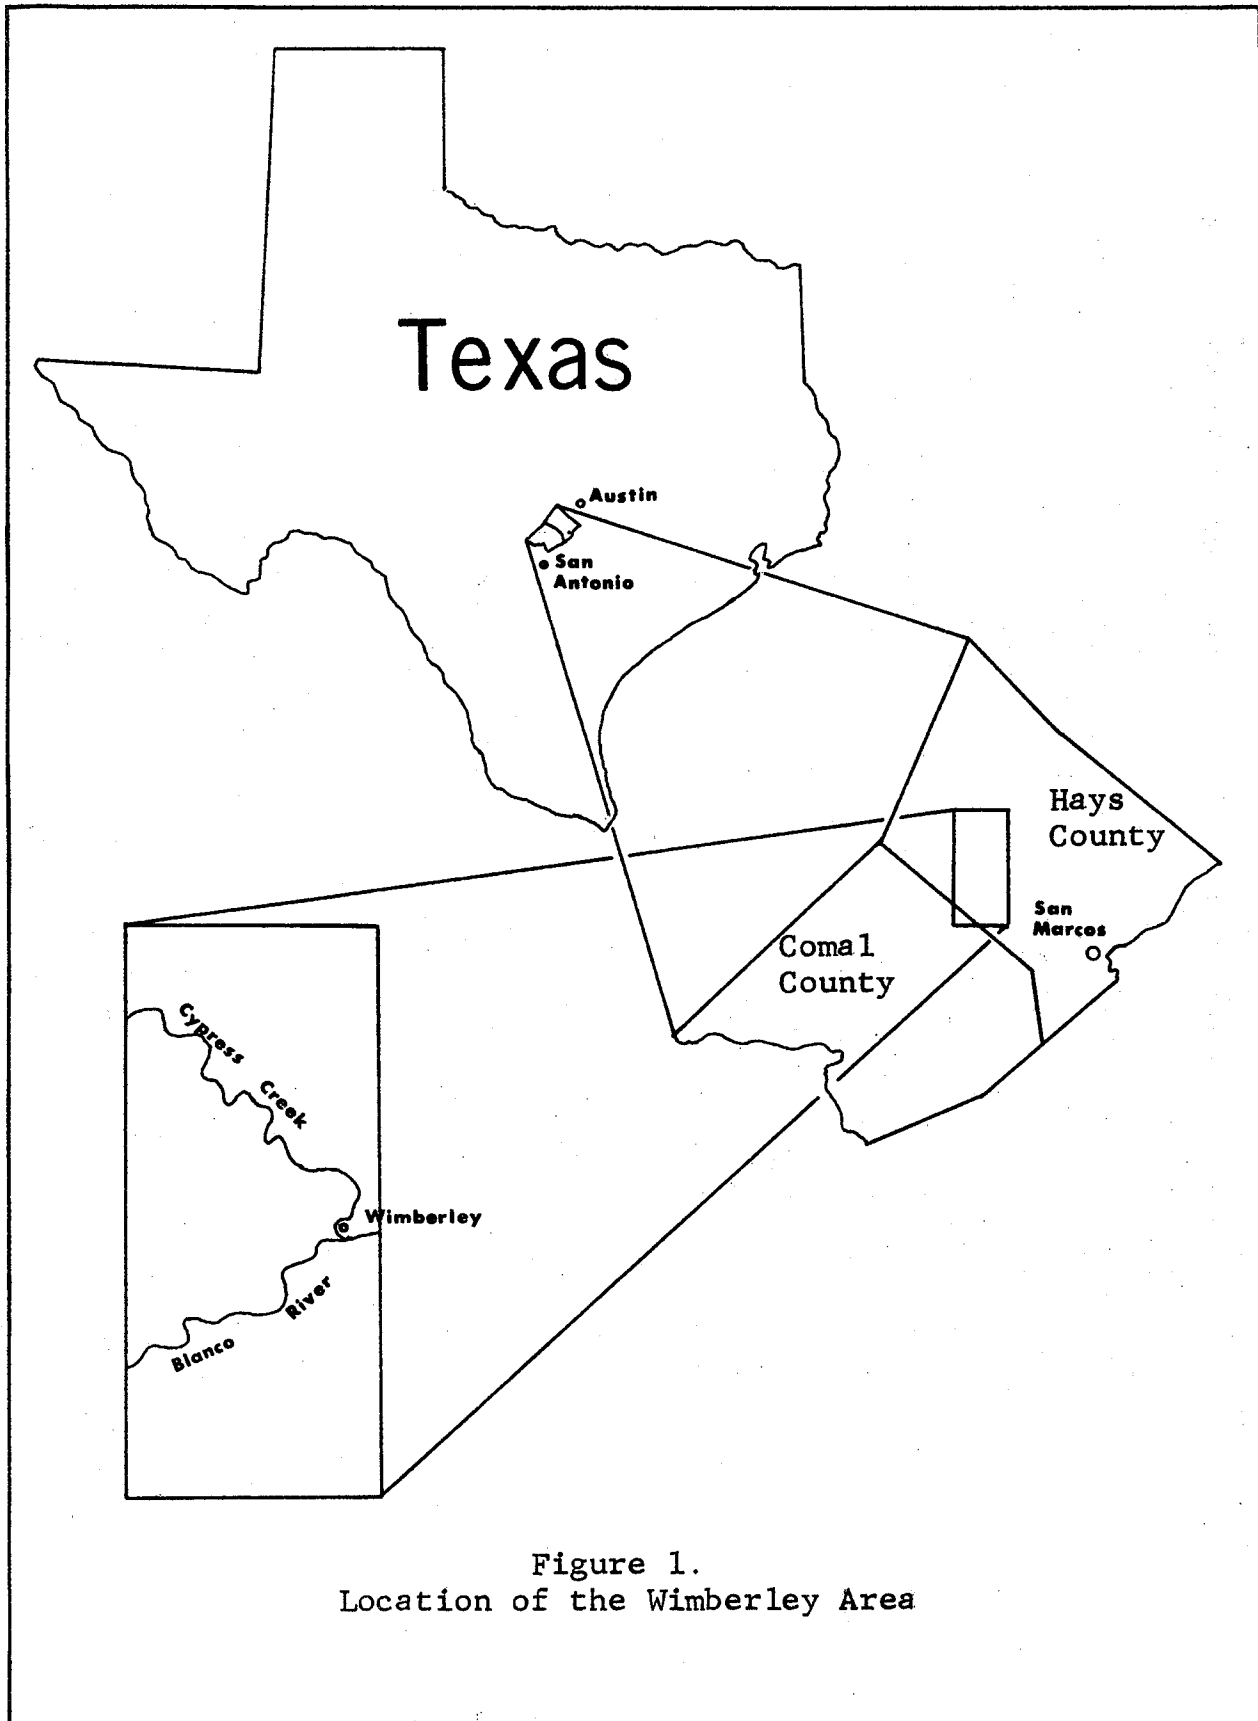 Texas
Austin
San
Antonio
Hays
County
San
Marcos
Comal
County
Cypress
Creek
Wimberley
River
Blanco
Figure 1.
Location of the Wimberley Area